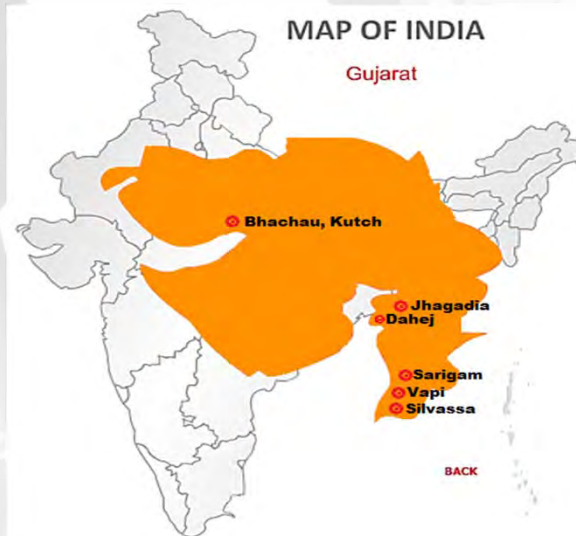 MAP OF INDIA
Gujarat
Bhachau, Kutch
Jhagadia
Dahej
Sarigam
Vapi
Silvassa
BACK